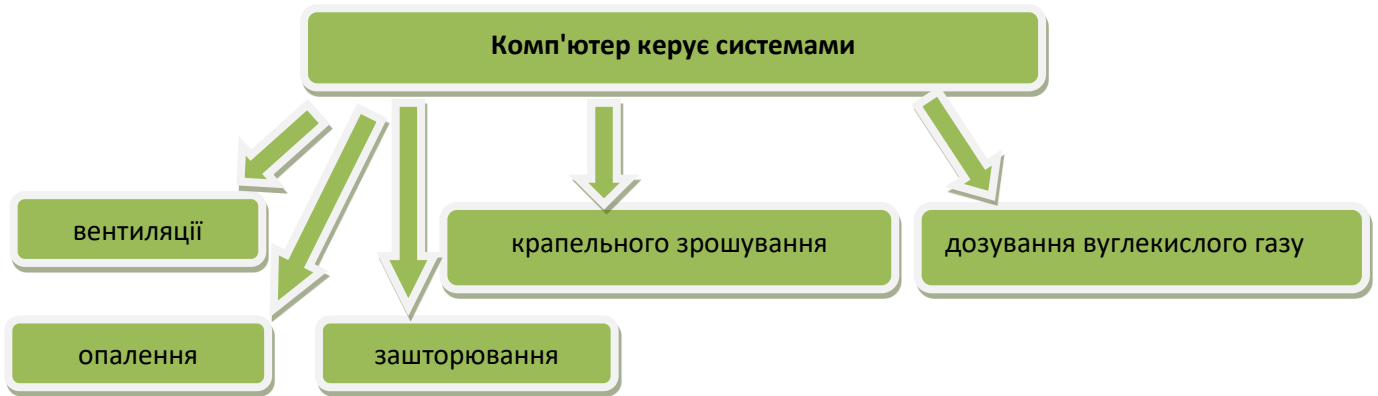 Комп'ютер керує системами
вентиляції
крапельного зрошування
дозування вуглекислого газу
опалення
зашторювання